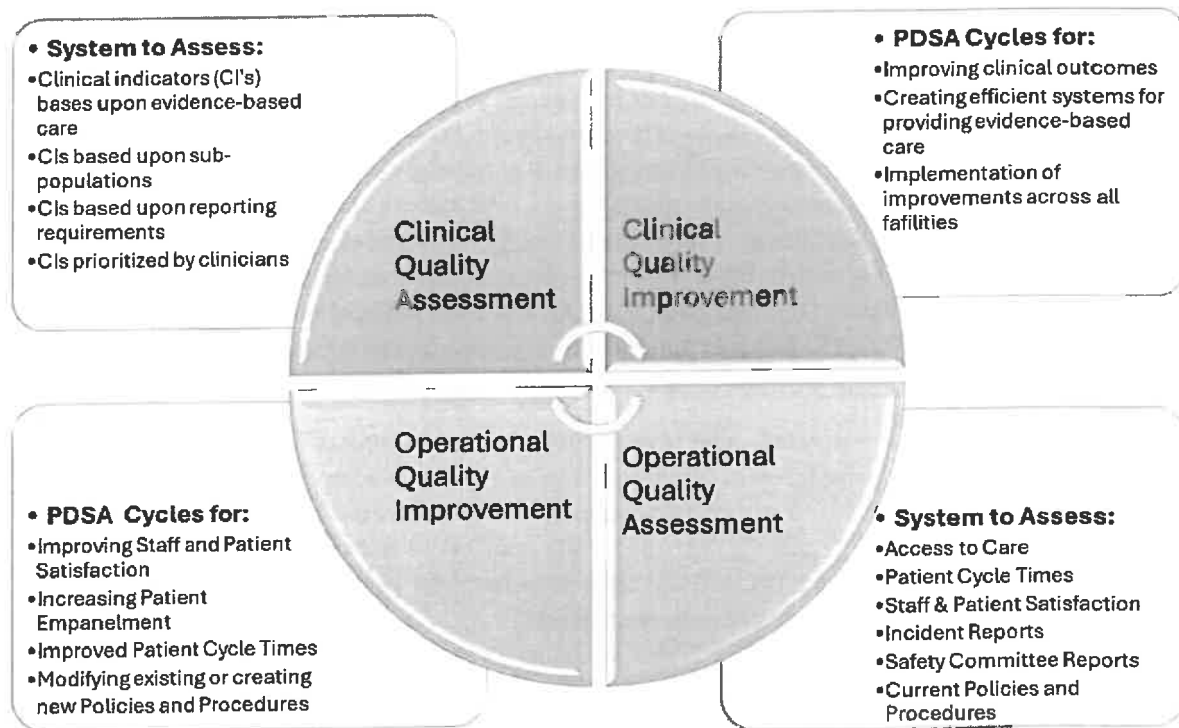 • System to Assess:
•Clinical indicators (CI's)
bases upon evidence-based
care
•CIs based upon sub-
populations
•CIs based upon reporting
requirements
•CIs prioritized by clinicians
• PDSA Cycles for:
•Improving clinical outcomes
•Creating efficient systems for
providing evidence-based
care
•Implementation of
improvements across all
fafilities
Clinical
Quality
Assessment
Clinical
Quality
Improvement
Operational
Quality
Improvement
Operational
Quality
Assessment
• PDSA Cycles for:
•Improving Staff and Patient
Satisfaction
•Increasing Patient
Empanelment
•Improved Patient Cycle Times
•Modifying existing or creating
new Policies and Procedures
• System to Assess:
•Access to Care
•Patient Cycle Times
•Staff & Patient Satisfaction
•Incident Reports
•Safety Committee Reports
•Current Policies and
Procedures